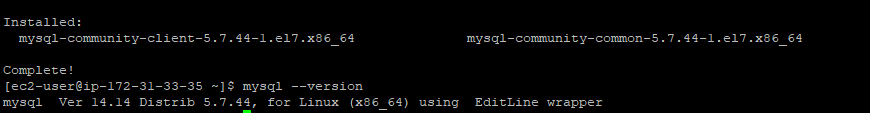 Installed:
mysql-community-client-5.7.44-1.el7.x86_64 mysql-community-common-5.7.44-1.el7.x86_64
Complete!
[ec2-user@ip-172-31-33-35 ~]$ mysql --version
mysql  Ver 14.14 Distrib 5.7.44, for Linux (x86_64) using  EditLine wrapper